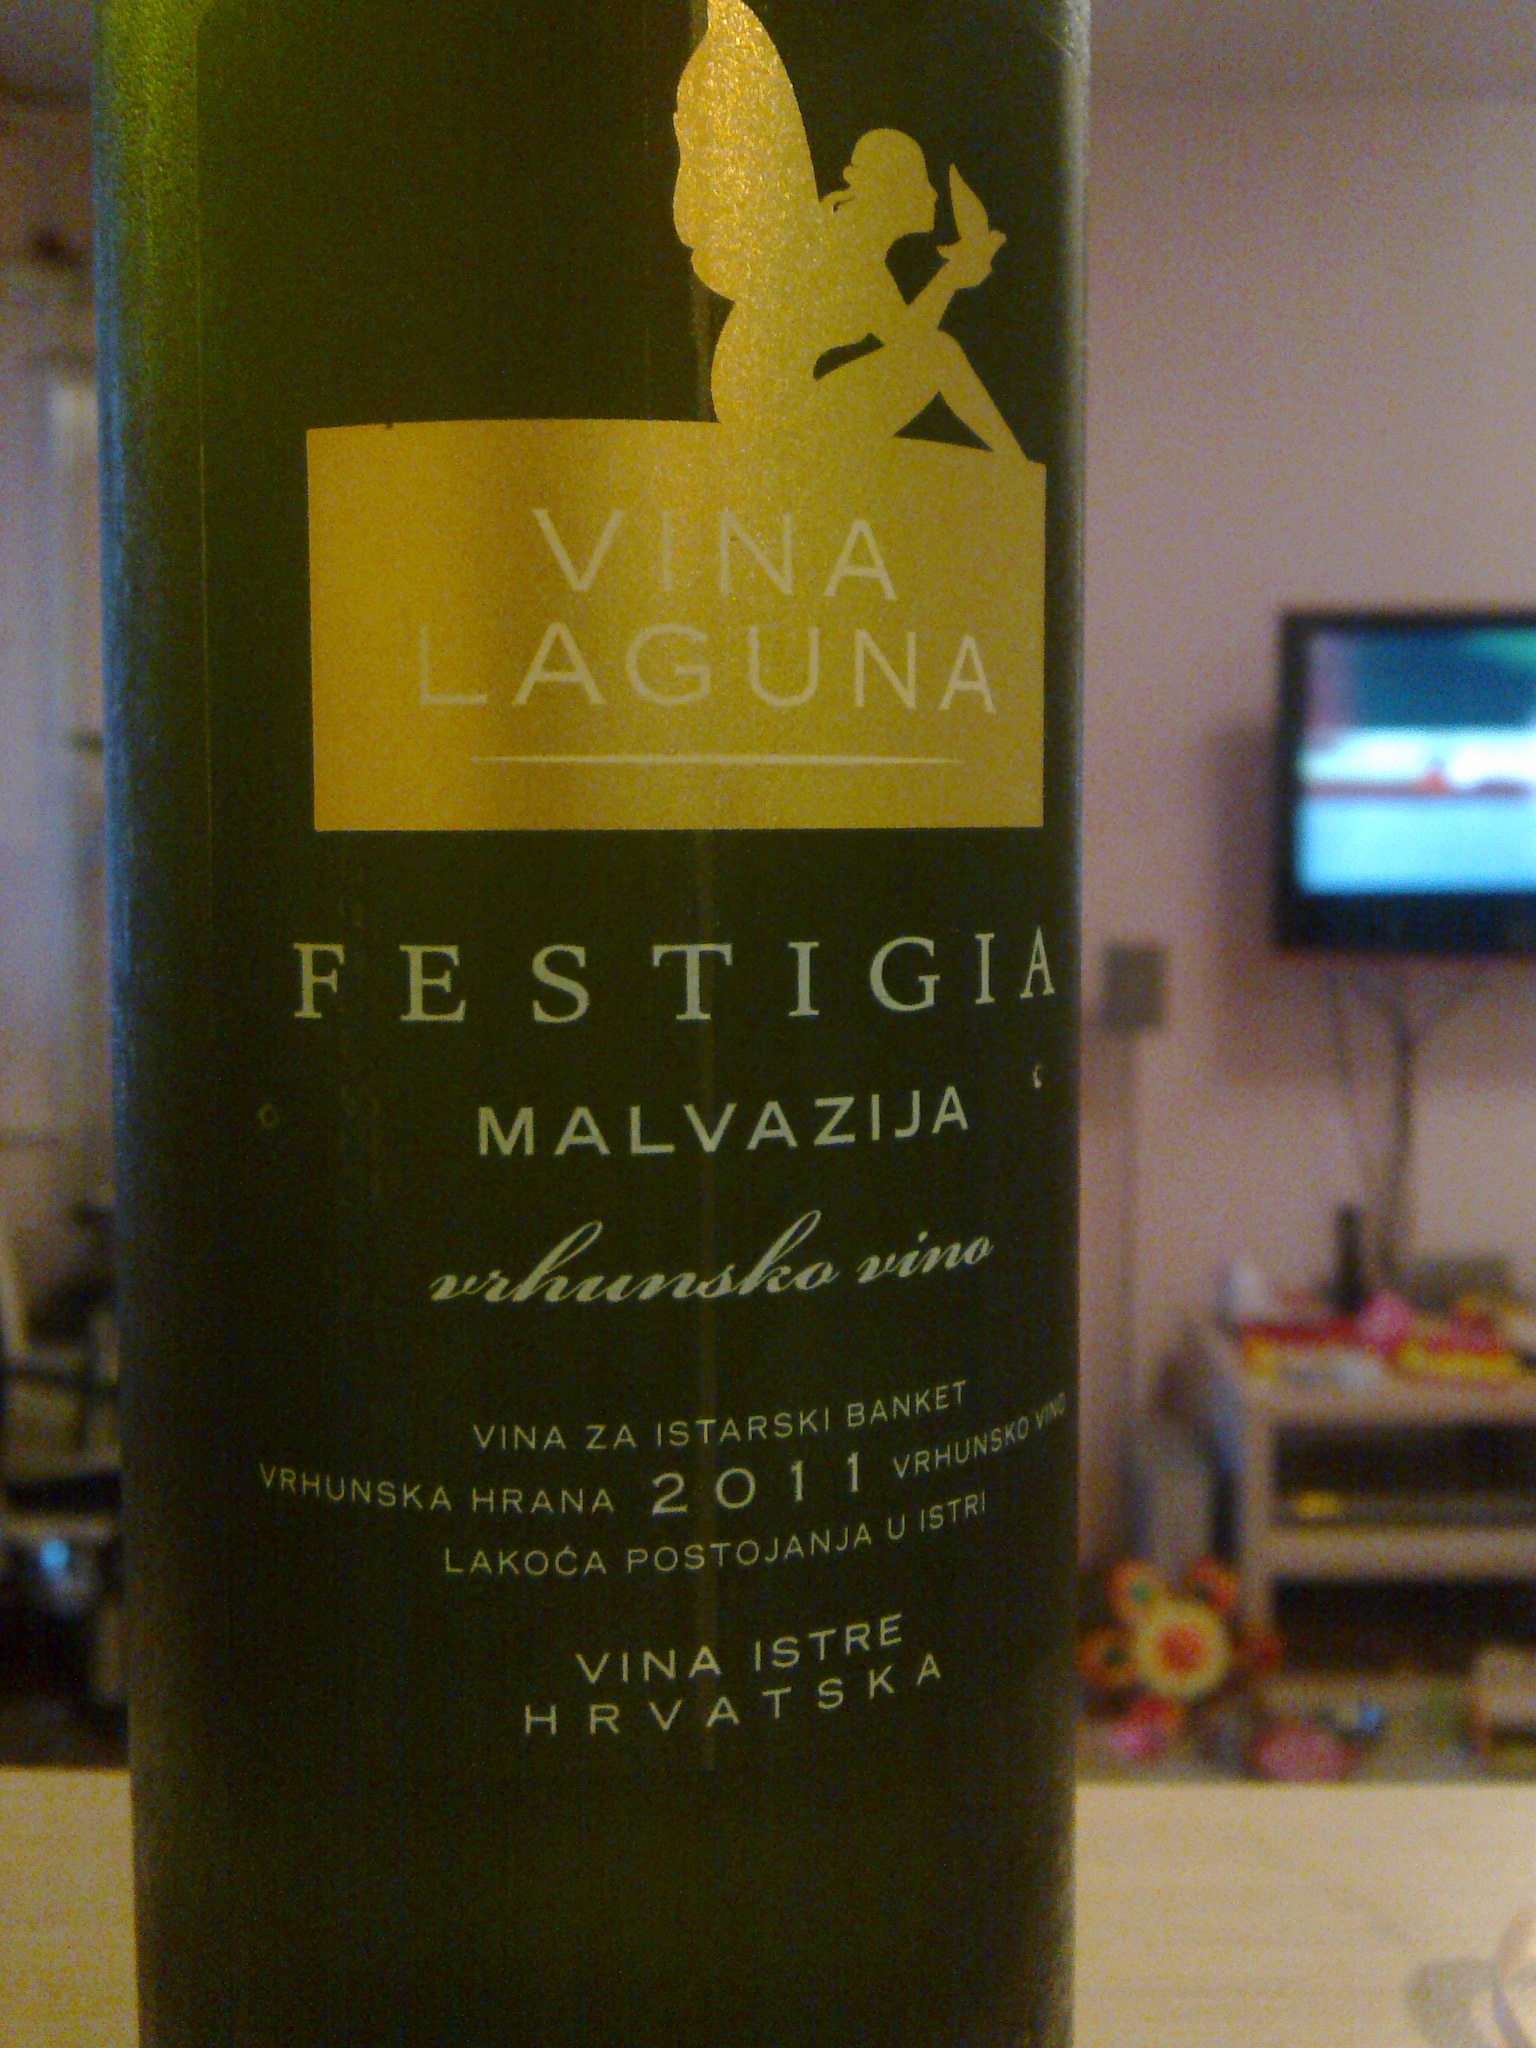 VINA
LAGUNA
FESTIGIA
MALVAZIJA
vrhunsko vino
VINA ZA ISTARSKI BANKET
VRHUNSKA HRANA 2011 VRHUNSKO VINO
LAKOĆA POSTOJANJA U ISTRI
VINA ISTRE
HRVATSKA